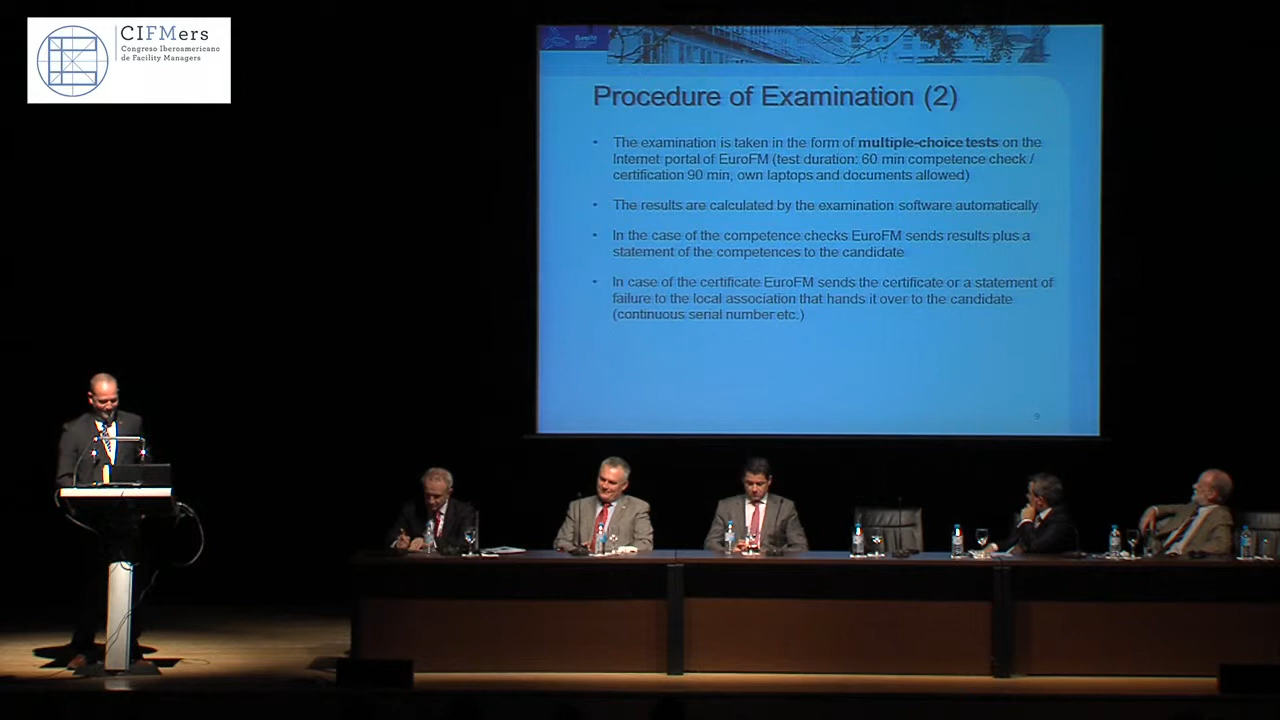 CIFMers
Congreso Iberoamericano
de Facility Managers
EuroFM
Procedure of Examination (2)
• The examination is taken in the form of multiple-choice tests on the
Internet portal of EuroFM (test duration: 60 min competence check /
certification 90 min, own laptops and documents allowed)
• The results are calculated by the examination software automatically
• In the case of the competence checks EuroFM sends results plus a
statement of the competences to the candidate
• In case of the certificate EuroFM sends the certificate or a statement of
failure to the local association that hands it over to the candidate
(continuous serial number etc.)
9